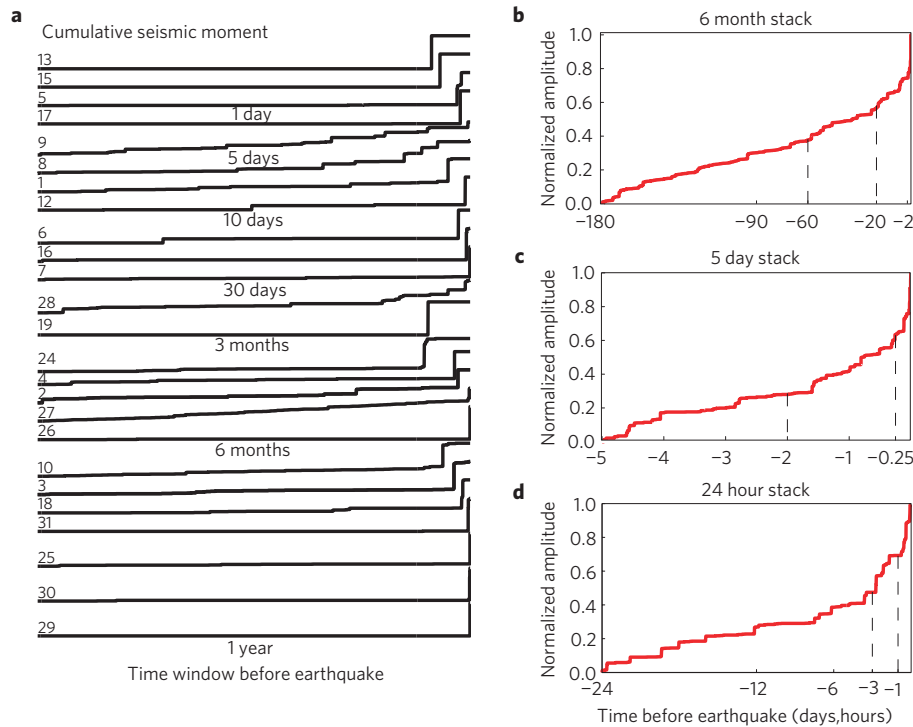 a
Cumulative seismic moment
13
15
5
17
1 day
9
5 days
8
1
12
10 days
6
16
7
30 days
28
19
3 months
24
4
2
27
26
6 months
10
3
18
31
25
30
29
1 year
Time window before earthquake
b
6 month stack
Normalized amplitude
1.0
0.8
0.6
0.4
0.2
0.0
−180
−90
−60
−20
−2
c
5 day stack
Normalized amplitude
1.0
0.8
0.6
0.4
0.2
0.0
−5
−4
−3
−2
−1
−0.25
d
24 hour stack
Normalized amplitude
1.0
0.8
0.6
0.4
0.2
0.0
−24
−12
−6
−3
−1
Time before earthquake (days,hours)